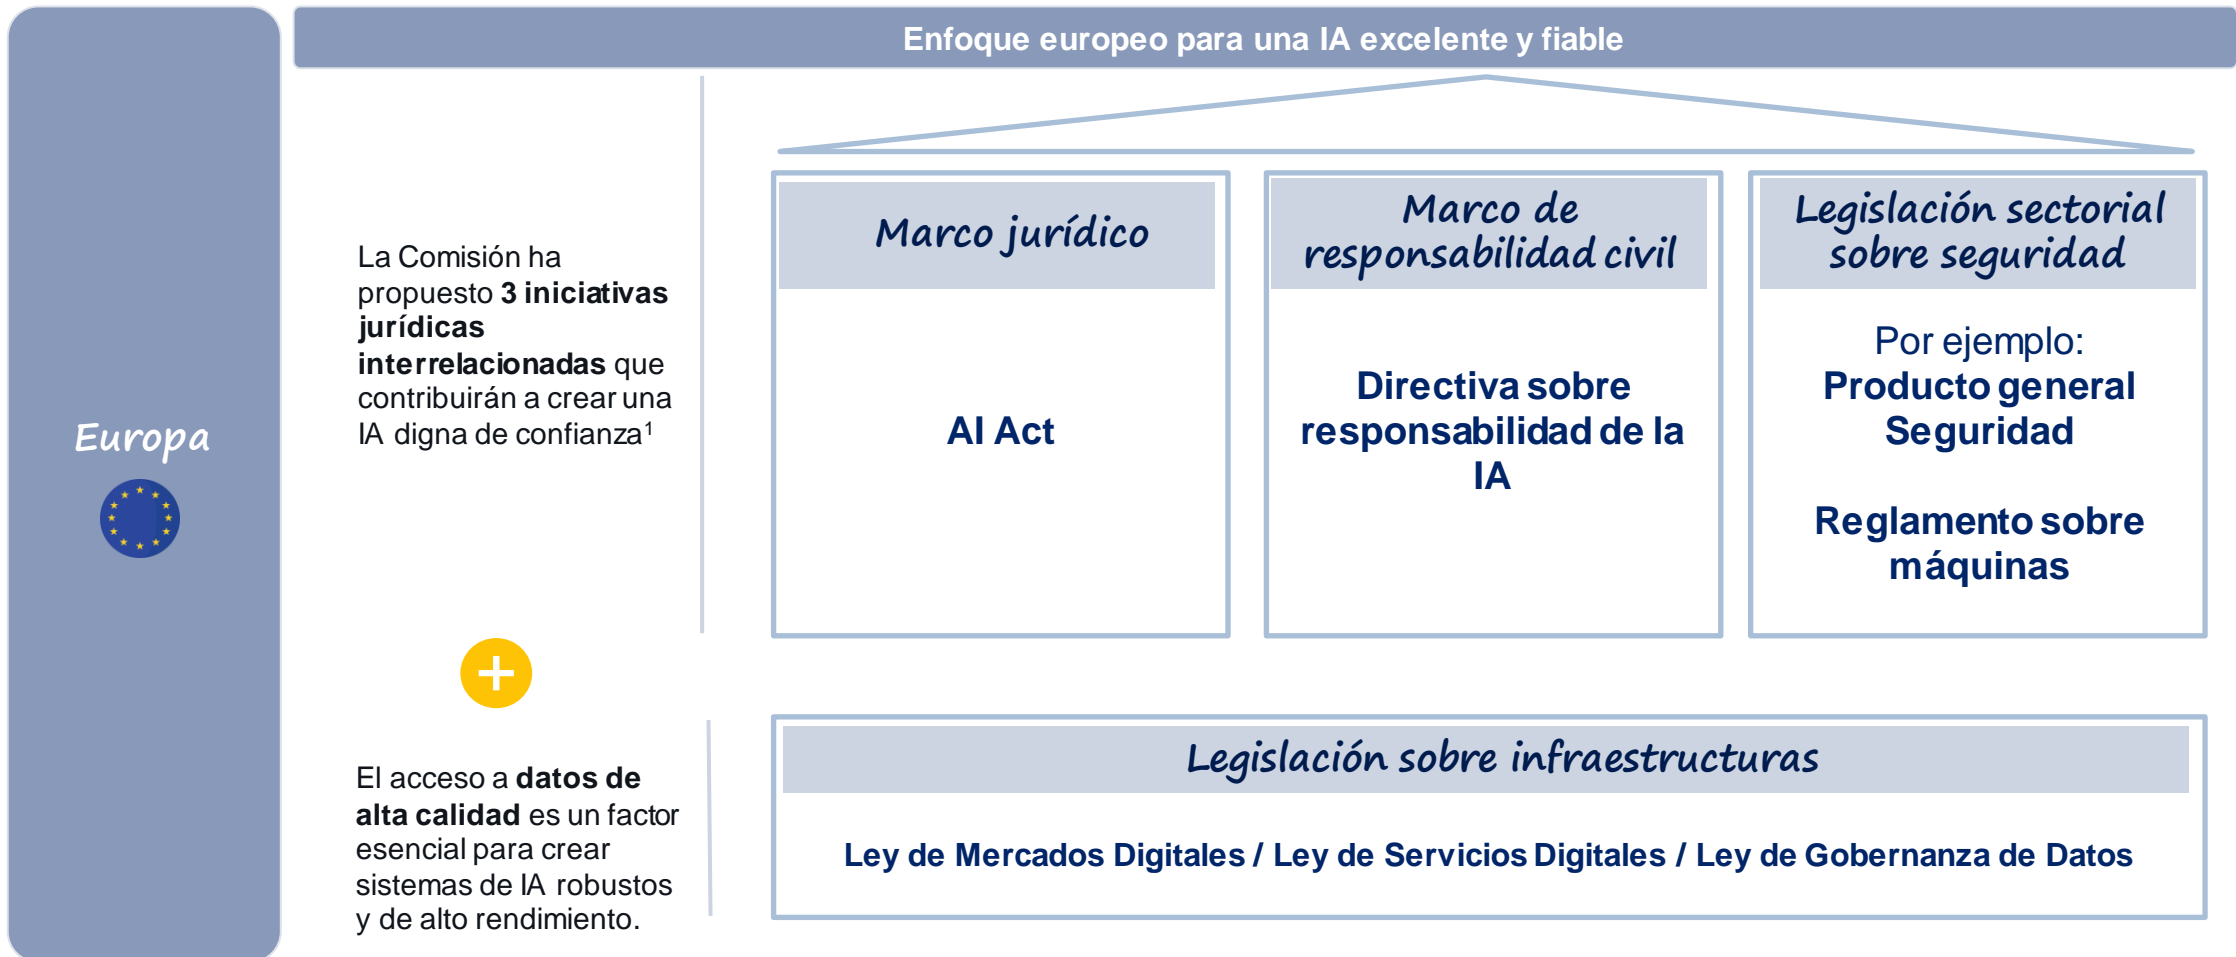 Enfoque europeo para una IA excelente y fiable
Europa
La Comisión ha
propuesto 3 iniciativas
jurídicas
interrelacionadas que
contribuirán a crear una
IA digna de confianza¹
Marco jurídico
AI Act
Marco de
responsabilidad civil
Directiva sobre
responsabilidad de la
IA
Legislación sectorial
sobre seguridad
Por ejemplo:
Producto general
Seguridad
Reglamento sobre
máquinas
+
El acceso a datos de
alta calidad es un factor
esencial para crear
sistemas de IA robustos
y de alto rendimiento.
Legislación sobre infraestructuras
Ley de Mercados Digitales / Ley de Servicios Digitales / Ley de Gobernanza de Datos